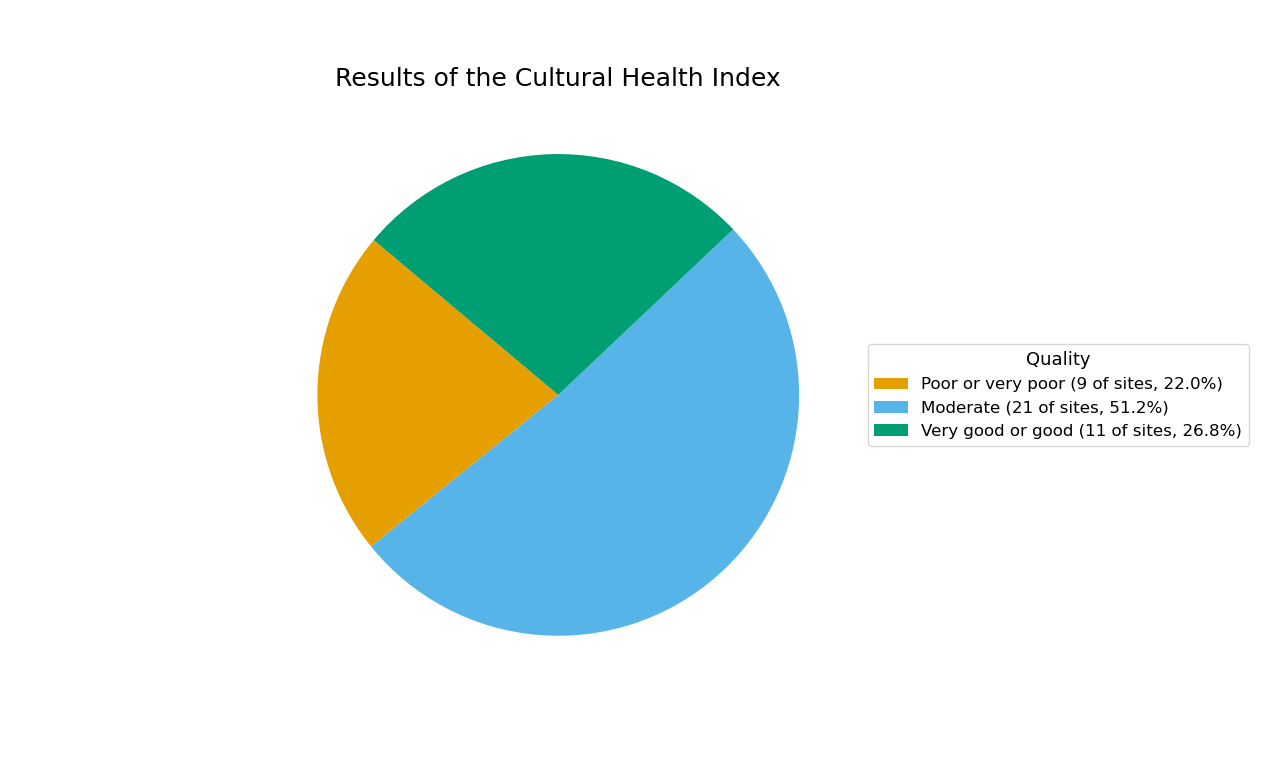 Results of the Cultural Health Index
Quality
Poor or very poor (9 of sites, 22.0%)
Moderate (21 of sites, 51.2%)
Very good or good (11 of sites, 26.8%)